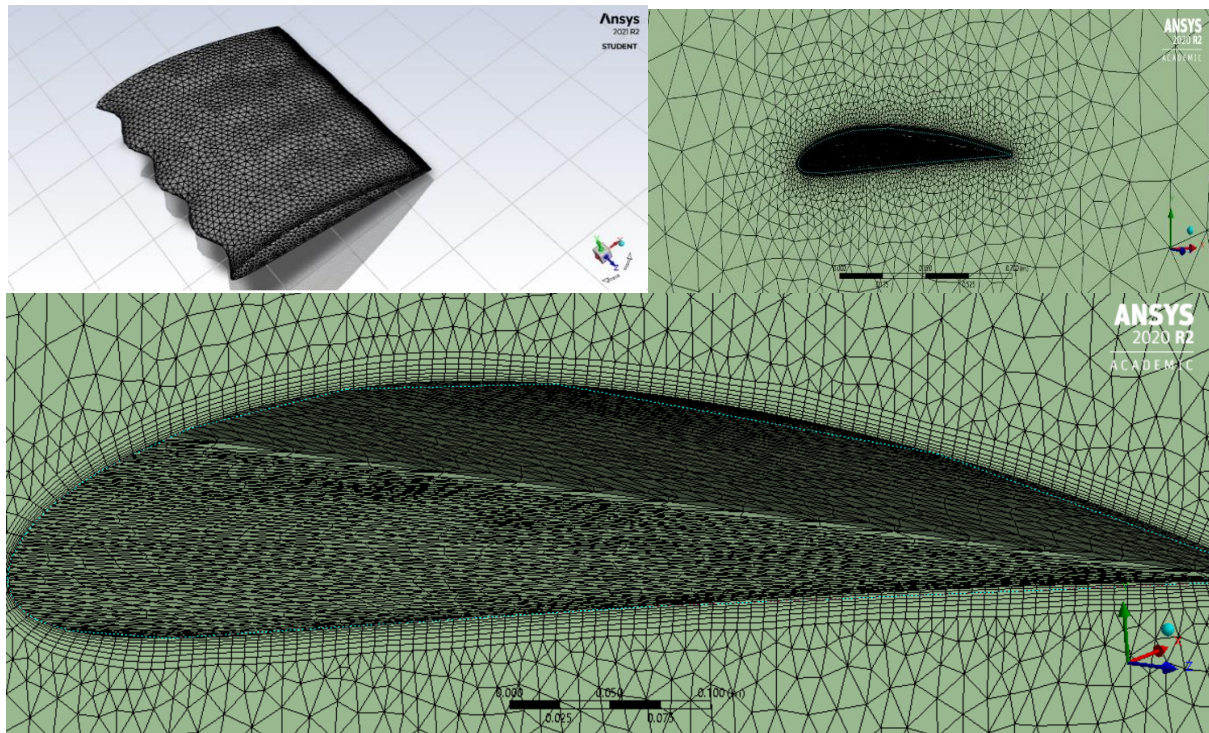 Ansys
2021 R2
STUDENT
ANSYS
2020 R2
ACADEMIC
ANSYS
2020 R2
ACADEMIC
0.000 0.050 0.100 (m)
0.025 0.075
Z